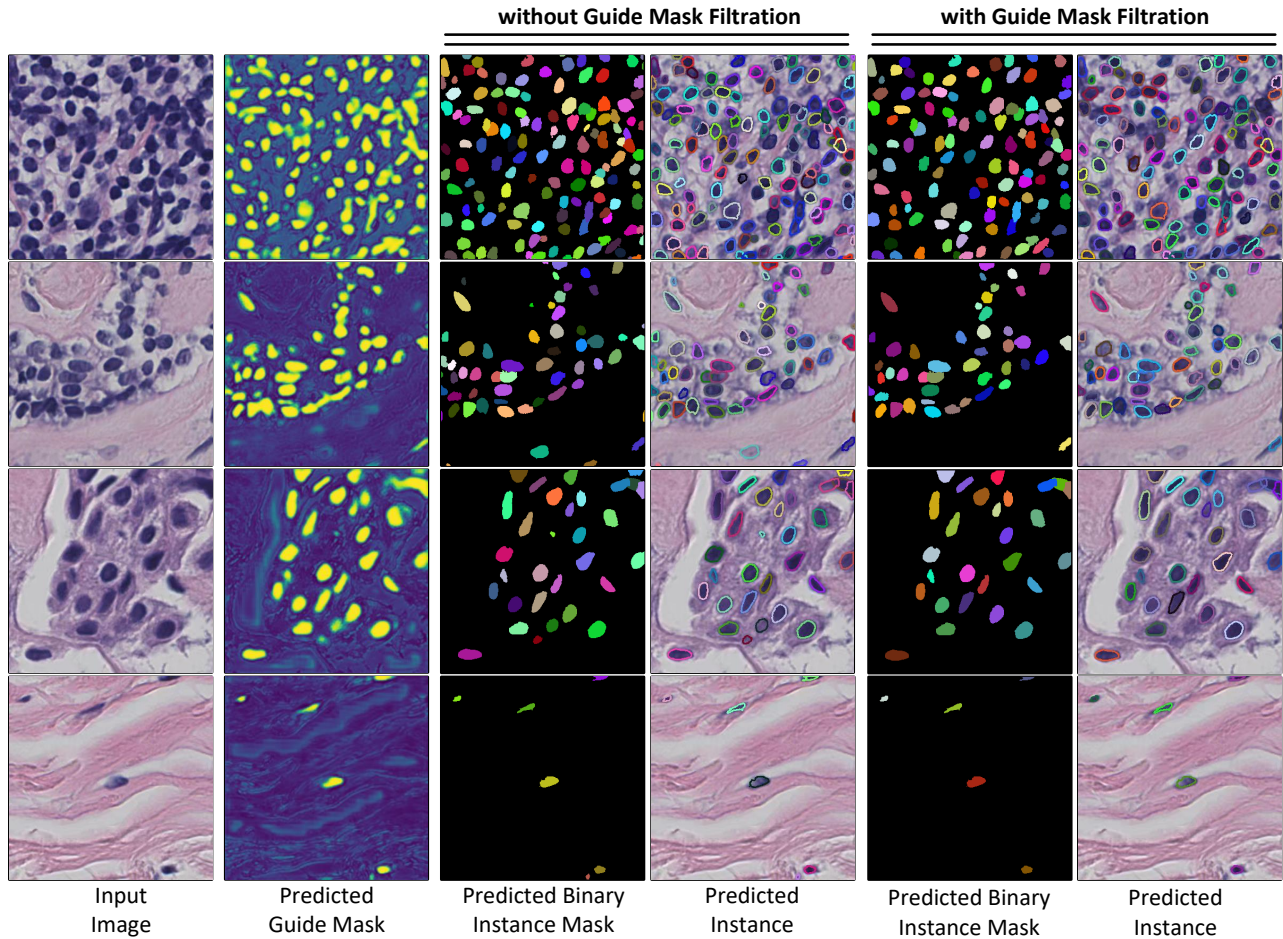 without Guide Mask Filtration
with Guide Mask Filtration
Input
Image
Predicted
Guide Mask
Predicted Binary
Instance Mask
Predicted
Instance
Predicted Binary
Instance Mask
Predicted
Instance